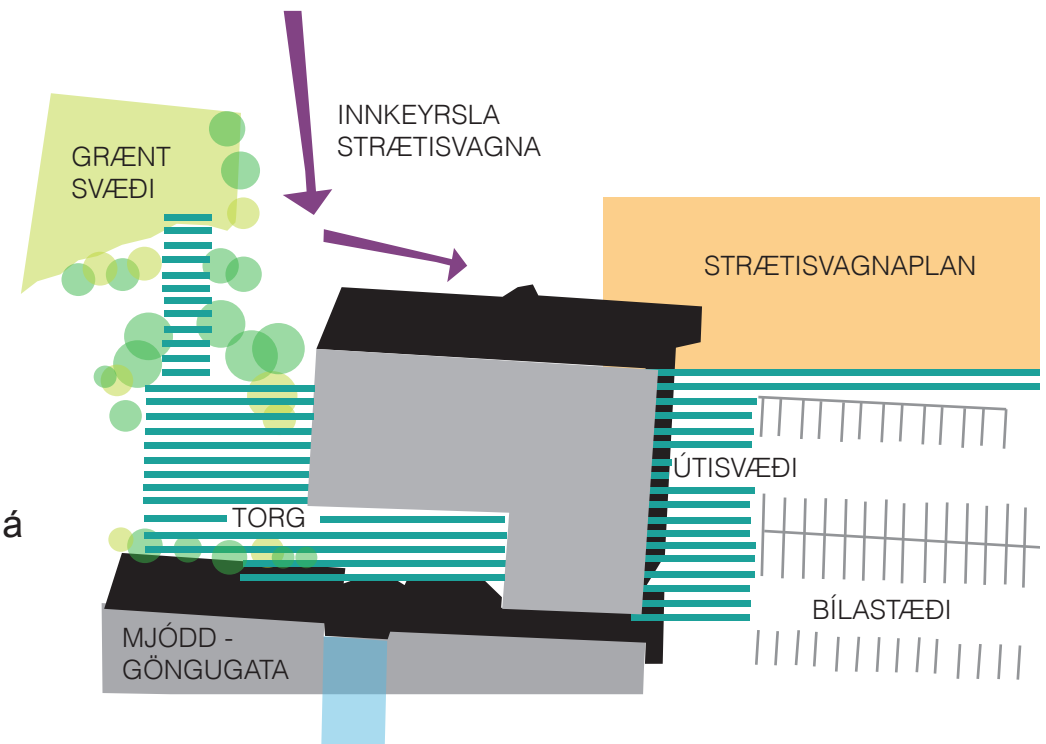 INNKEYRSLA
STRÆTISVAGNA
GRÆNT
SVÆÐI
STRÆTISVAGNAPLAN
ÚTISVÆÐI
TORG
á
BÍLASTÆÐI
MJÓDD -
GÖNGUGATA